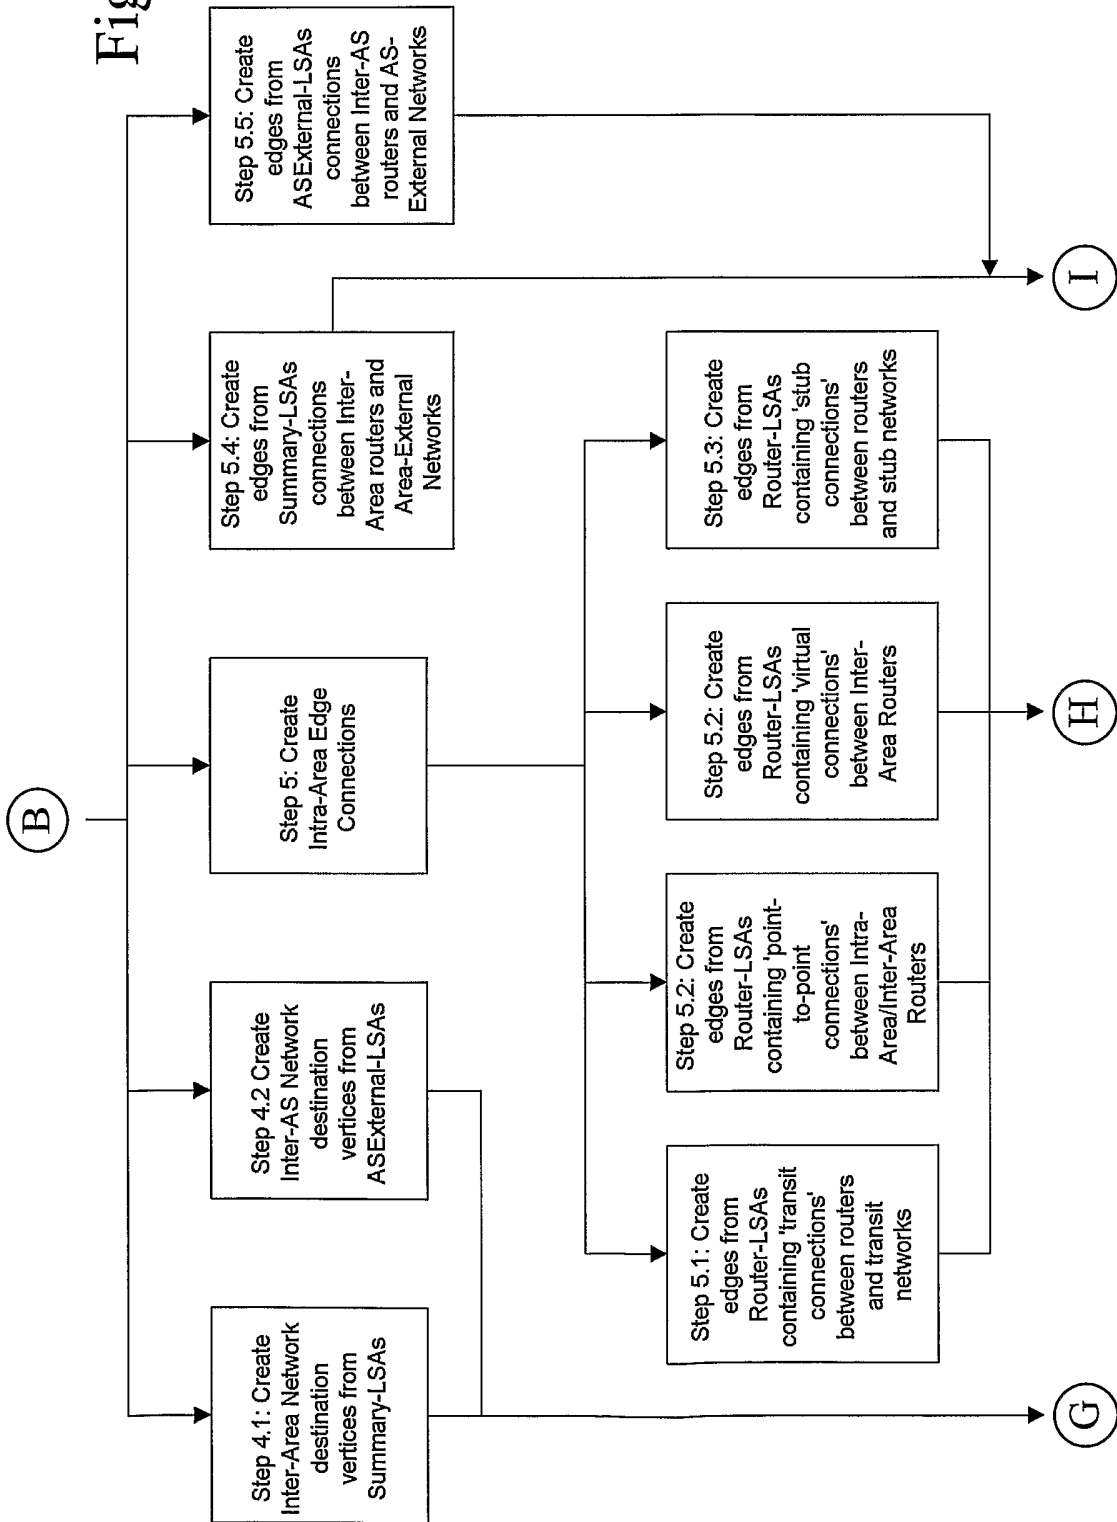 Fig
B
Step 4.1: Create
Inter-Area Network
destination
vertices from
Summary-LSAs
Step 4.2 Create
Inter-AS Network
destination
vertices from
ASExternal-LSAs
Step 5: Create
Intra-Area Edge
Connections
Step 5.4: Create
edges from
Summary-LSAs
connections
between Inter-
Area routers and
Area-External
Networks
Step 5.5: Create
edges from
ASExternal-LSAs
connections
between Inter-AS
routers and AS-
External Networks
Step 5.1: Create
edges from
Router-LSAs
containing 'transit
connections'
between routers
and transit
networks
Step 5.2: Create
edges from
Router-LSAs
containing 'point-
to-point
connections'
between Intra-
Area/Inter-Area
Routers
Step 5.2: Create
edges from
Router-LSAs
containing 'virtual
connections'
between Inter-
Area Routers
Step 5.3: Create
edges from
Router-LSAs
containing 'stub
connections'
between routers
and stub networks
G
H
I